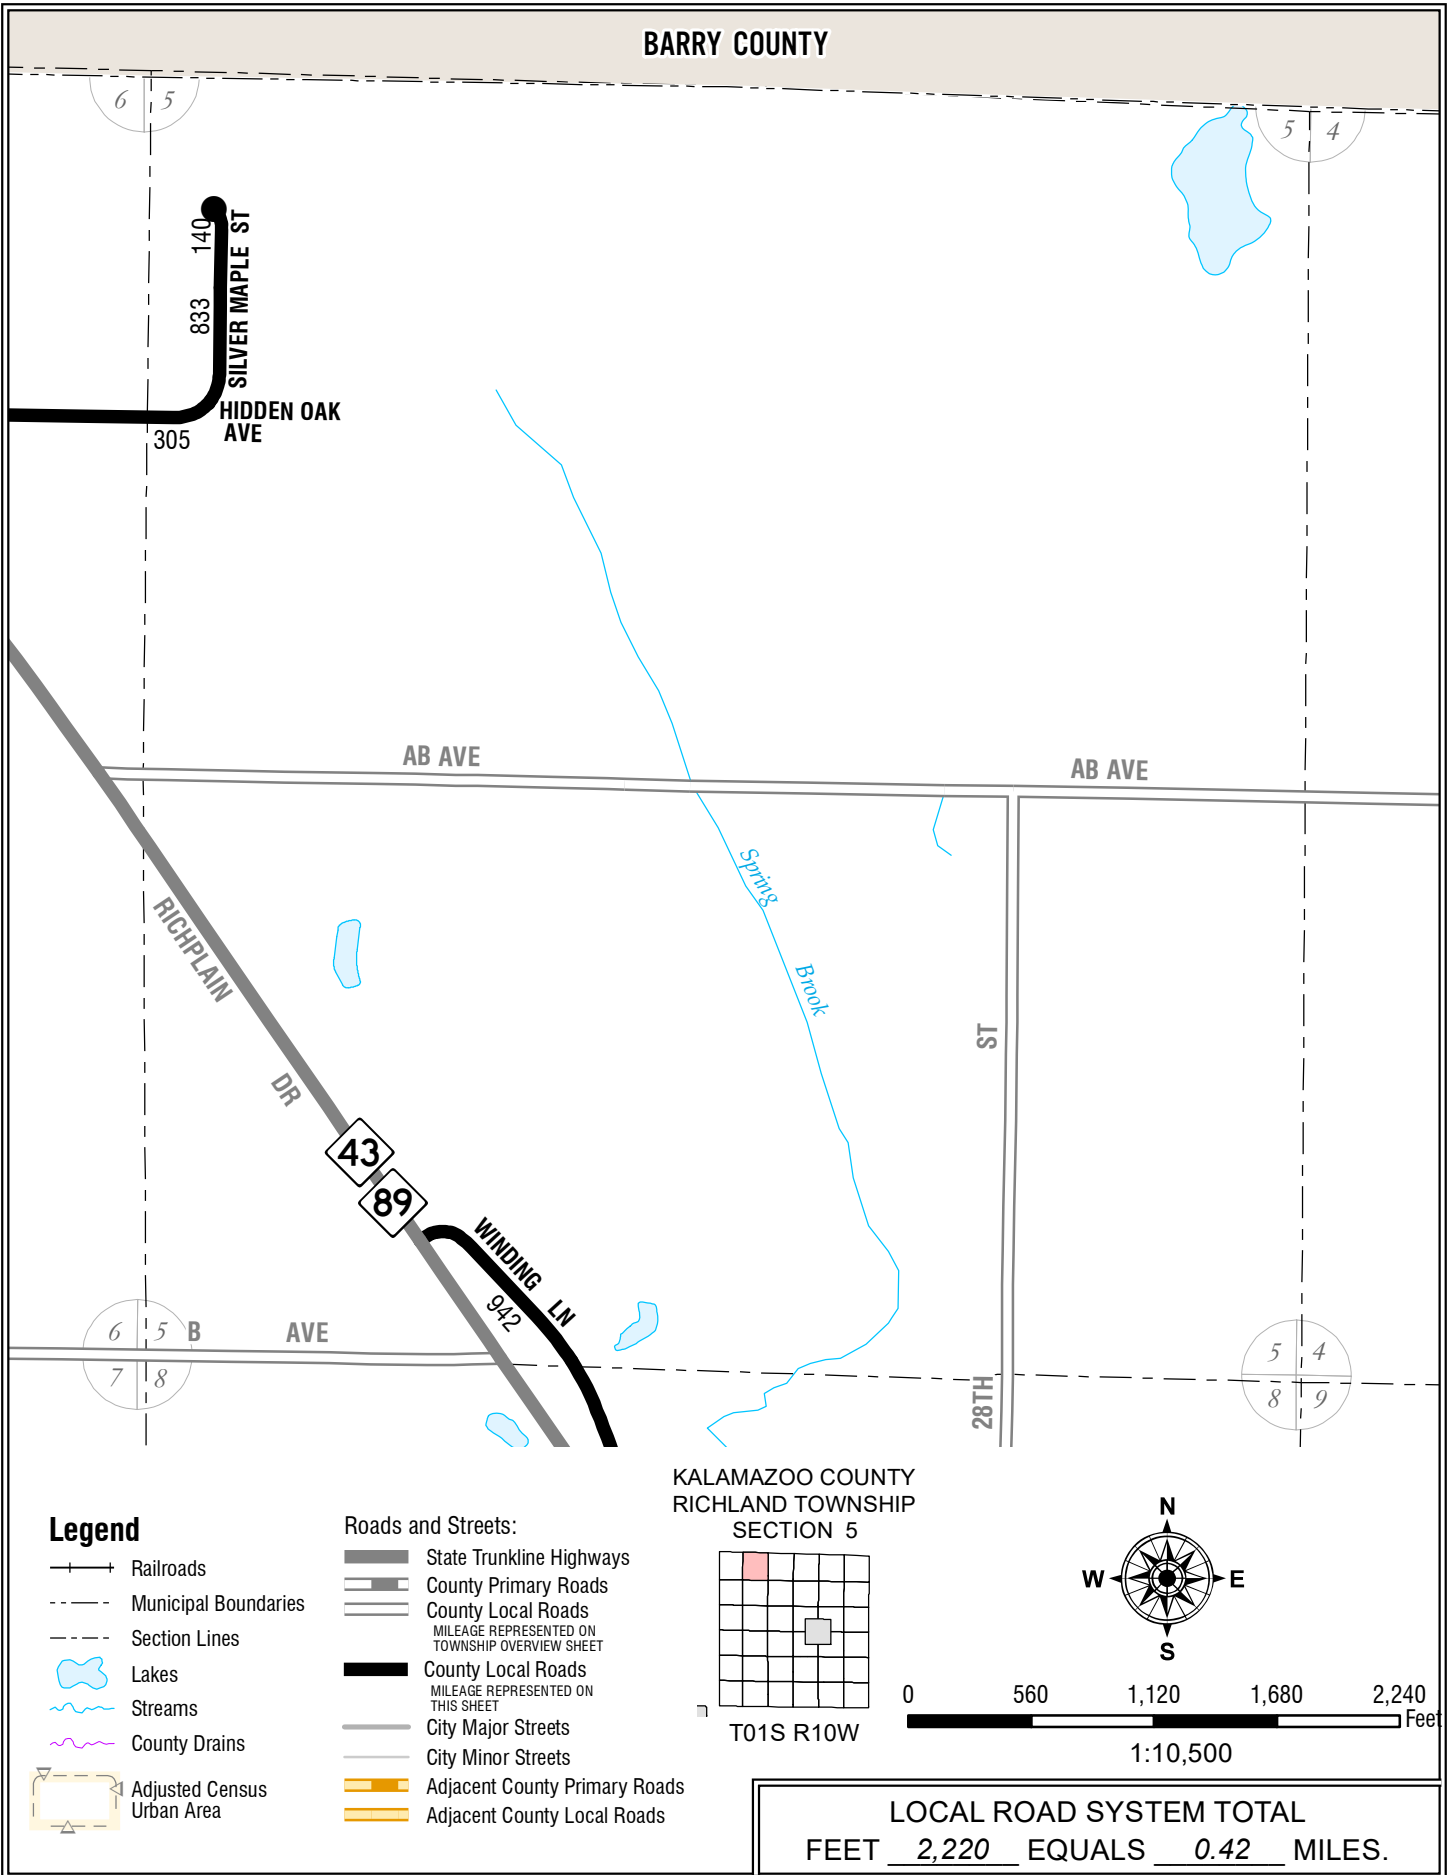 BARRY COUNTY
6 5
5 4
140
SILVER MAPLE ST
833
HIDDEN OAK
AVE
305
AB AVE
AB AVE
Spring
Brook
RICHPLAIN
DR
ST
43
89
WINDING LN
942
6 5
7 8
B AVE
5 4
8 9
28TH
KALAMAZOO COUNTY
RICHLAND TOWNSHIP
SECTION 5
T01S R10W
Legend
Railroads
Municipal Boundaries
Section Lines
Lakes
Streams
County Drains
Adjusted Census
Urban Area
Roads and Streets:
State Trunkline Highways
County Primary Roads
County Local Roads
MILEAGE REPRESENTED ON
TOWNSHIP OVERVIEW SHEET
County Local Roads
MILEAGE REPRESENTED ON
THIS SHEET
City Major Streets
City Minor Streets
Adjacent County Primary Roads
Adjacent County Local Roads
N
W E
S
0 560 1,120 1,680 2,240
Feet
1:10,500
LOCAL ROAD SYSTEM TOTAL
FEET 2,220 EQUALS 0.42 MILES.